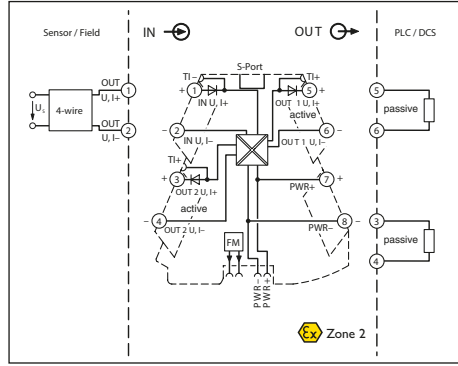 Sensor / Field
IN
OUT
PLC / DCS
S-Port
TI–
TI+
OUT
U, I+
1
+
1
IN U, I+
OUT 1 U, I+
5
+
5
active
U s
4-wire
passive
OUT
U, I–
2
–
2
IN U, I–
OUT 1 U, I–
6
–
6
TI+
+
3
OUT 2 U, I+
PWR+
7
+
active
–
4
OUT 2 U, I–
PWR–
8
–
3
passive
4
FM
PWR–
PWR+
Ex
Zone 2